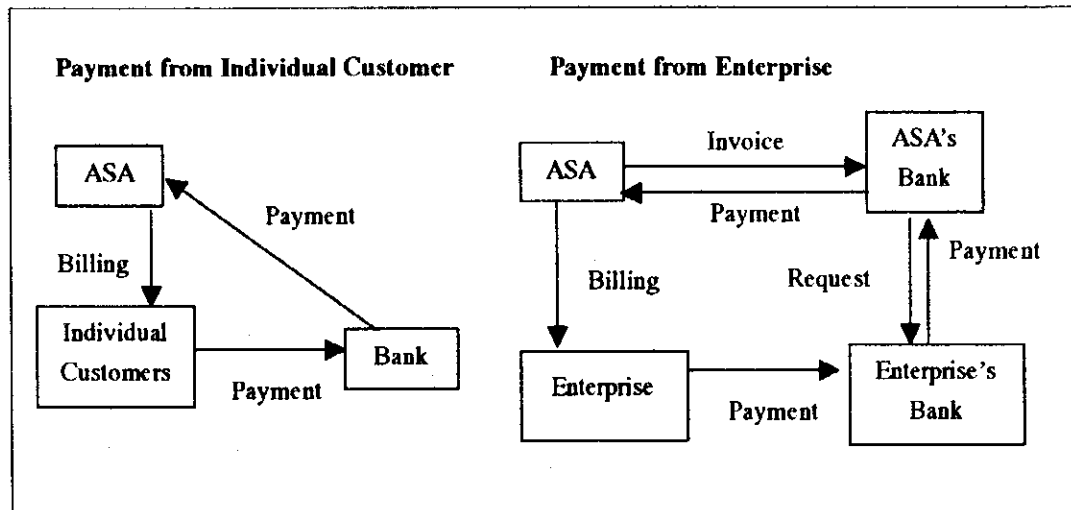 Payment from Individual Customer
ASA
Payment
Billing
Individual
Customers
Payment
Bank
Payment from Enterprise
ASA
Invoice
ASA's
Bank
Payment
Billing
Request
Payment
Enterprise
Payment
Enterprise's
Bank